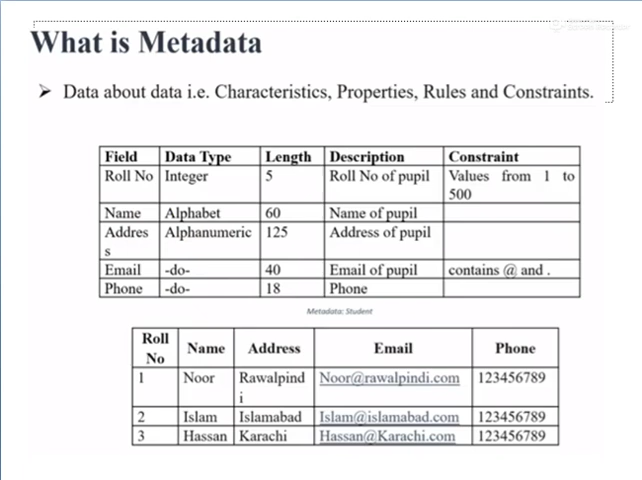 What is Metadata
➤ Data about data i.e. Characteristics, Properties, Rules and Constraints.
Field Data Type Length Description Constraint
Roll No Integer 5 Roll No of pupil Values from 1 to
500
Name Alphabet 60 Name of pupil
Addres Alphanumeric 125 Address of pupil
s
Email -do- 40 Email of pupil contains @ and .
Phone -do- 18 Phone
Metadata: Student
Roll
No Name Address Email Phone
1 Noor Rawalpind Noor@rawalpindi.com 123456789
i
2 Islam Islamabad Islam@islamabad.com 123456789
3 Hassan Karachi Hassan@Karachi.com 123456789